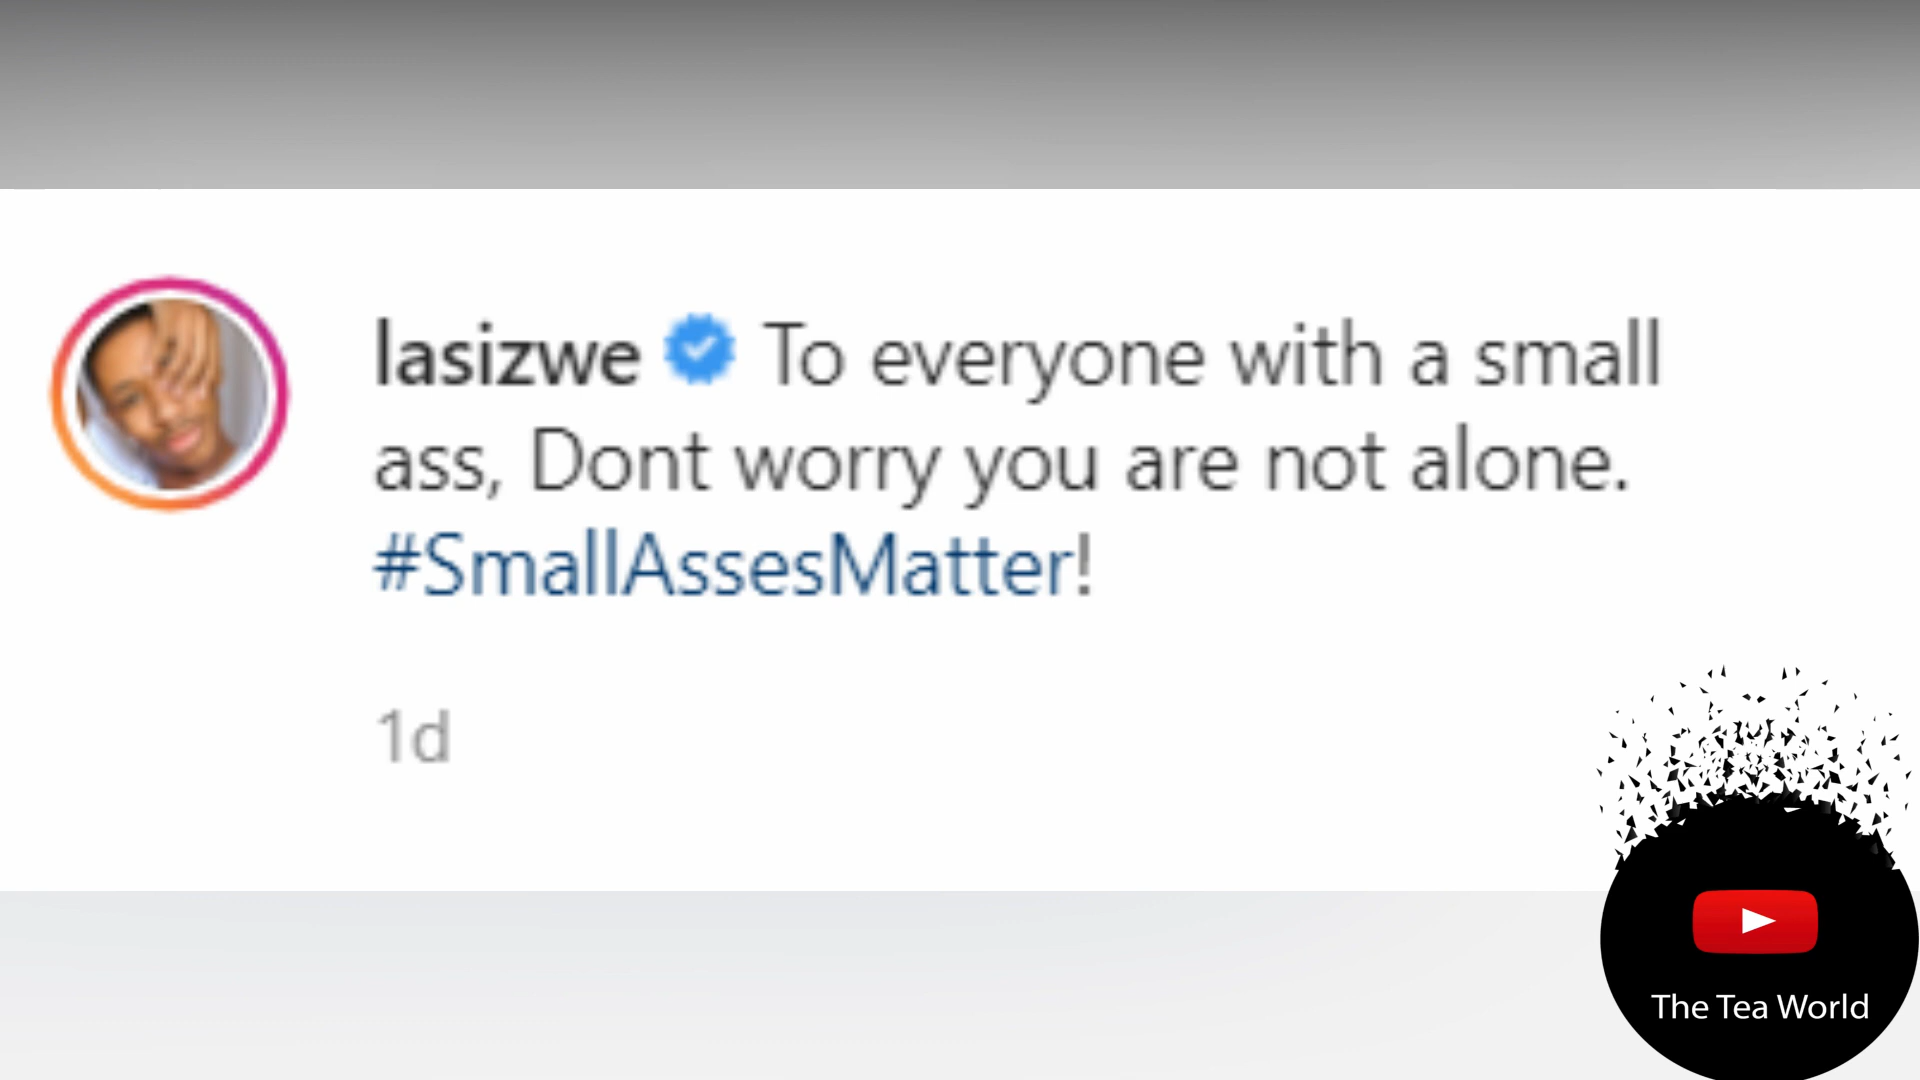 lasizwe To everyone with a small
ass, Dont worry you are not alone.
#SmallAssesMatter!
1d
The Tea World